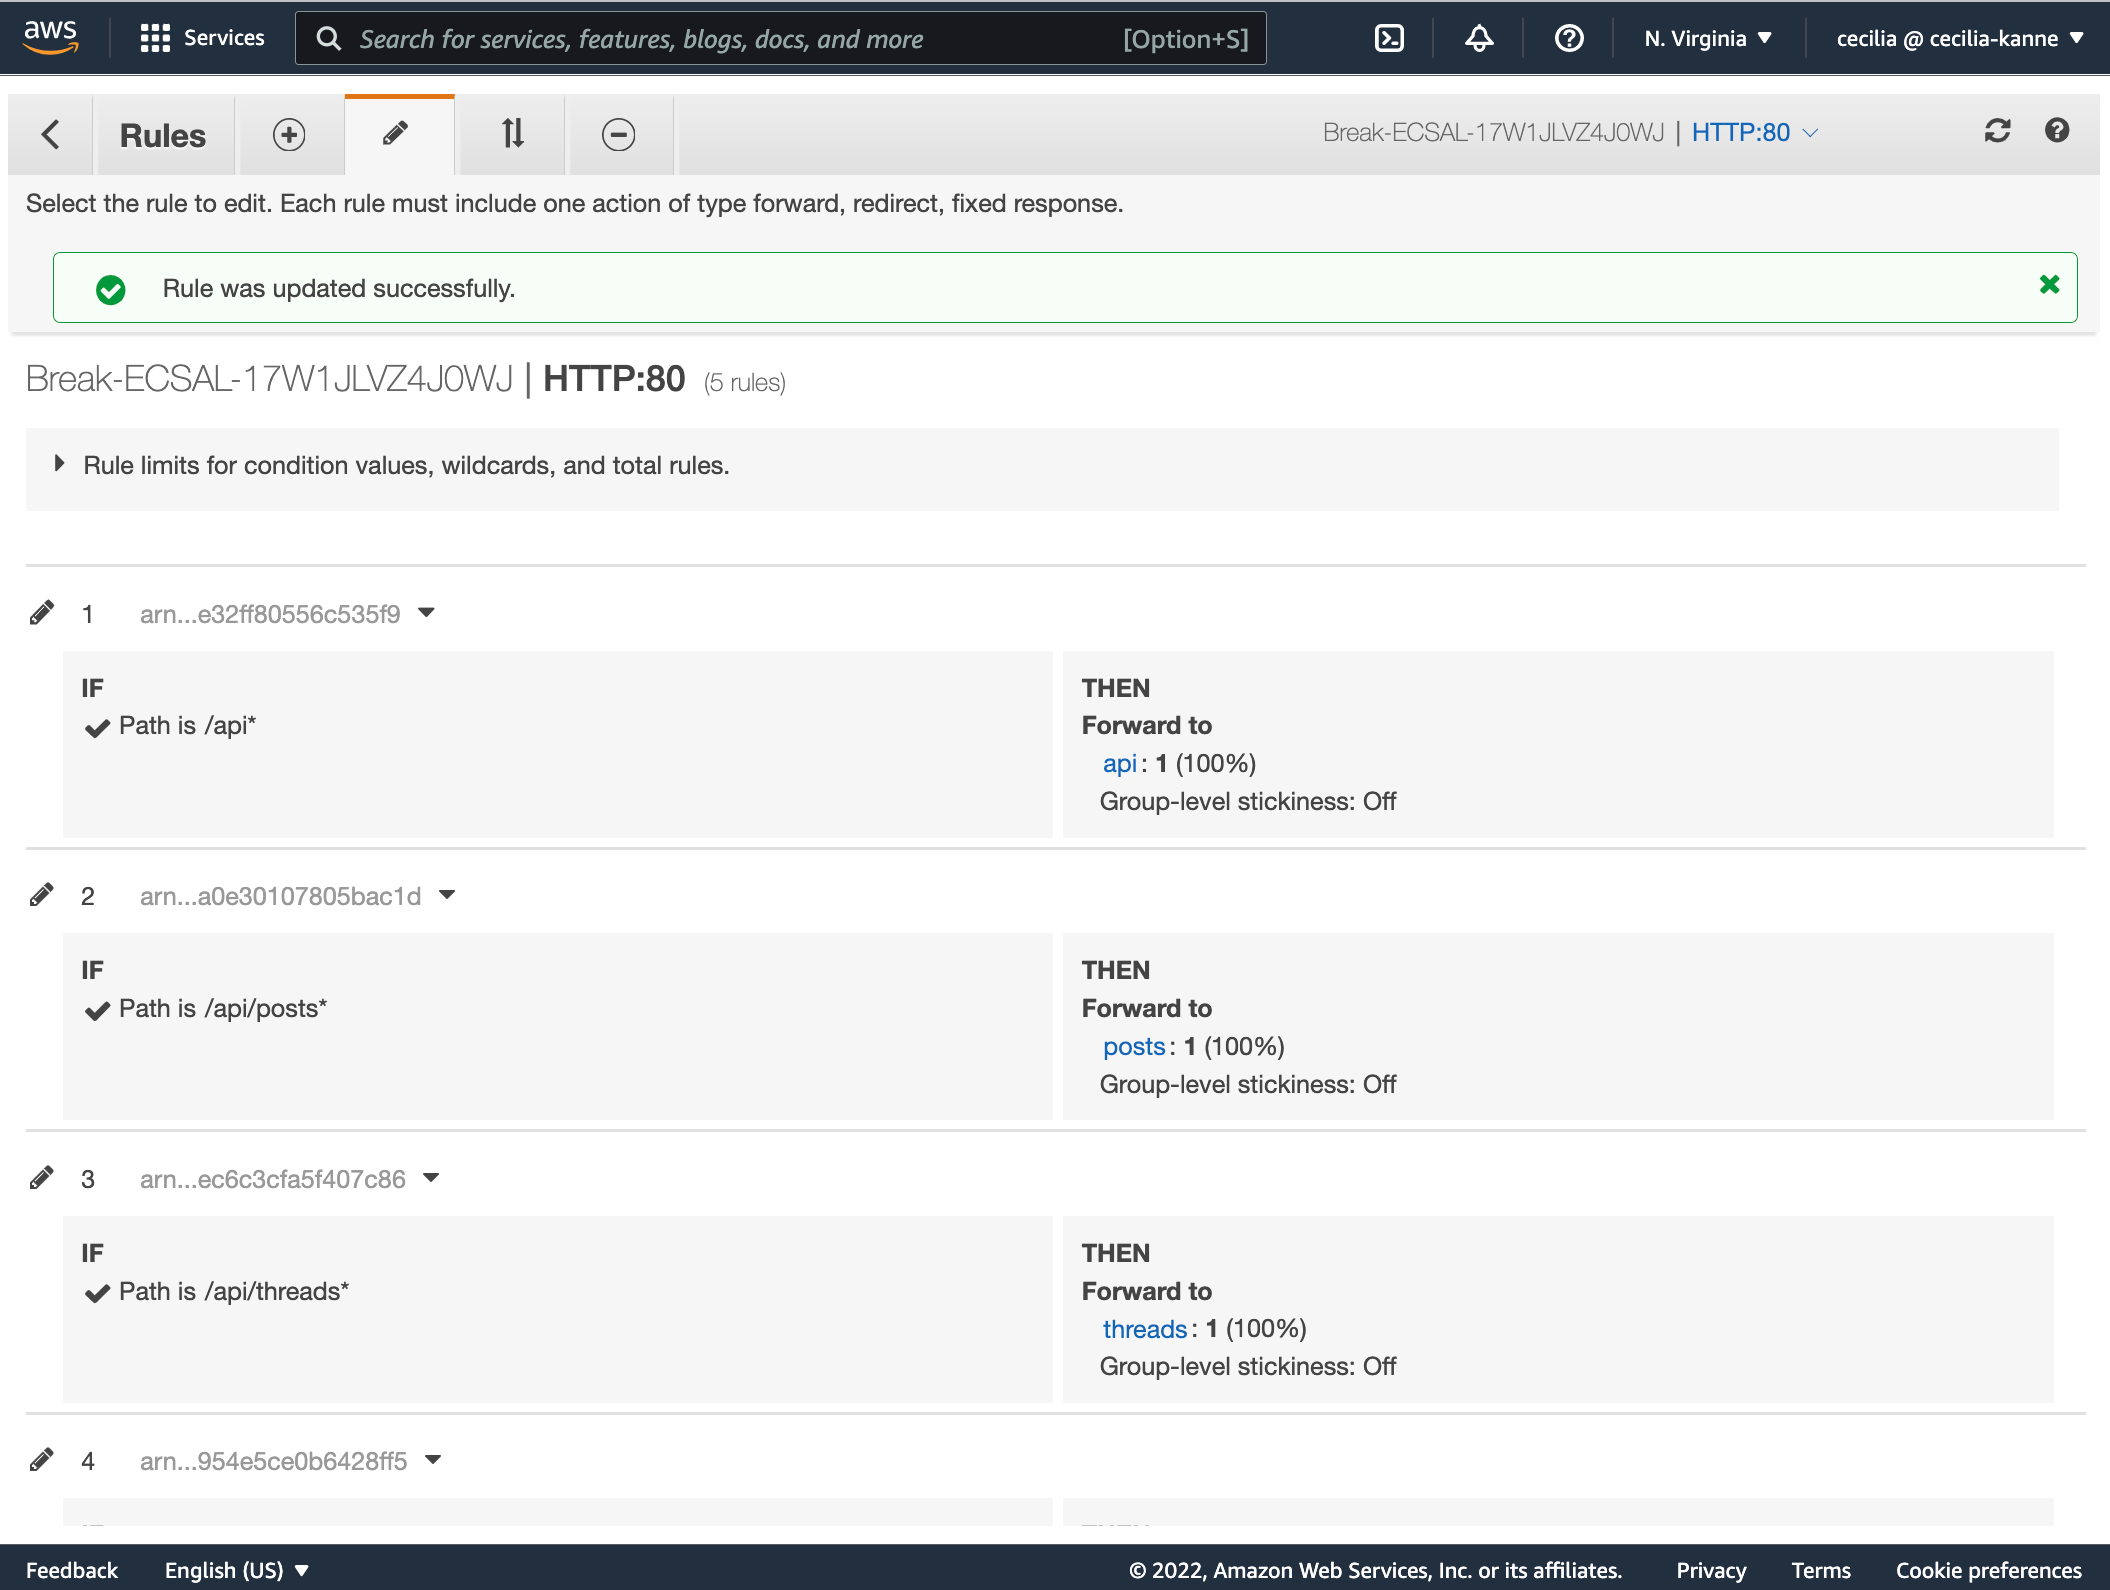 aws
Services
Search for services, features, blogs, docs, and more
[Option+S]
N. Virginia
cecilia @ cecilia-kanne
Rules
Break-ECSAL-17W1JLVZ4J0WJ | HTTP:80
Select the rule to edit. Each rule must include one action of type forward, redirect, fixed response.
Rule was updated successfully.
Break-ECSAL-17W1JLVZ4J0WJ | HTTP:80 (5 rules)
Rule limits for condition values, wildcards, and total rules.
1 arn...e32ff80556c535f9
IF
Path is /api*
THEN
Forward to
api: 1 (100%)
Group-level stickiness: Off
2 arn...a0e30107805bac1d
IF
Path is /api/posts*
THEN
Forward to
posts: 1 (100%)
Group-level stickiness: Off
3 arn...ec6c3cfa5f407c86
IF
Path is /api/threads*
THEN
Forward to
threads: 1 (100%)
Group-level stickiness: Off
4 arn...954e5ce0b6428ff5
Feedback
English (US)
© 2022, Amazon Web Services, Inc. or its affiliates.
Privacy
Terms
Cookie preferences